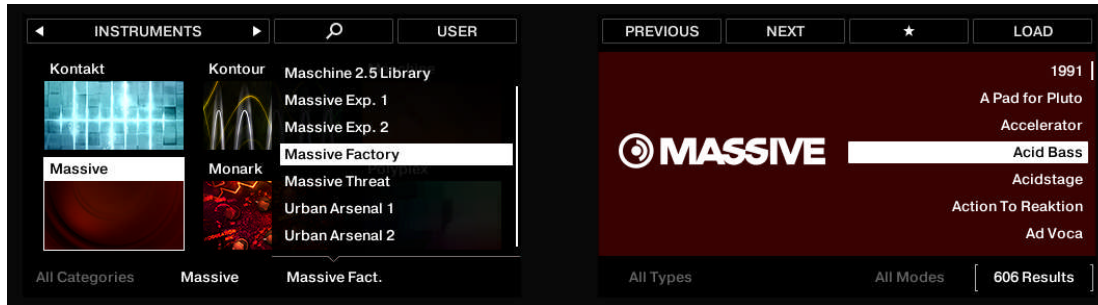 INSTRUMENTS
USER
Kontakt
Kontour
Massive
Monark
Maschine 2.5 Library
Massive Exp. 1
Massive Exp. 2
Massive Factory
Massive Threat
Urban Arsenal 1
Urban Arsenal 2
All Categories
Massive
Massive Fact.
PREVIOUS
NEXT
LOAD
MASSIVE
1991
A Pad for Pluto
Accelerator
Acid Bass
Acidstage
Action To Reaktion
Ad Voca
All Types
All Modes
606 Results